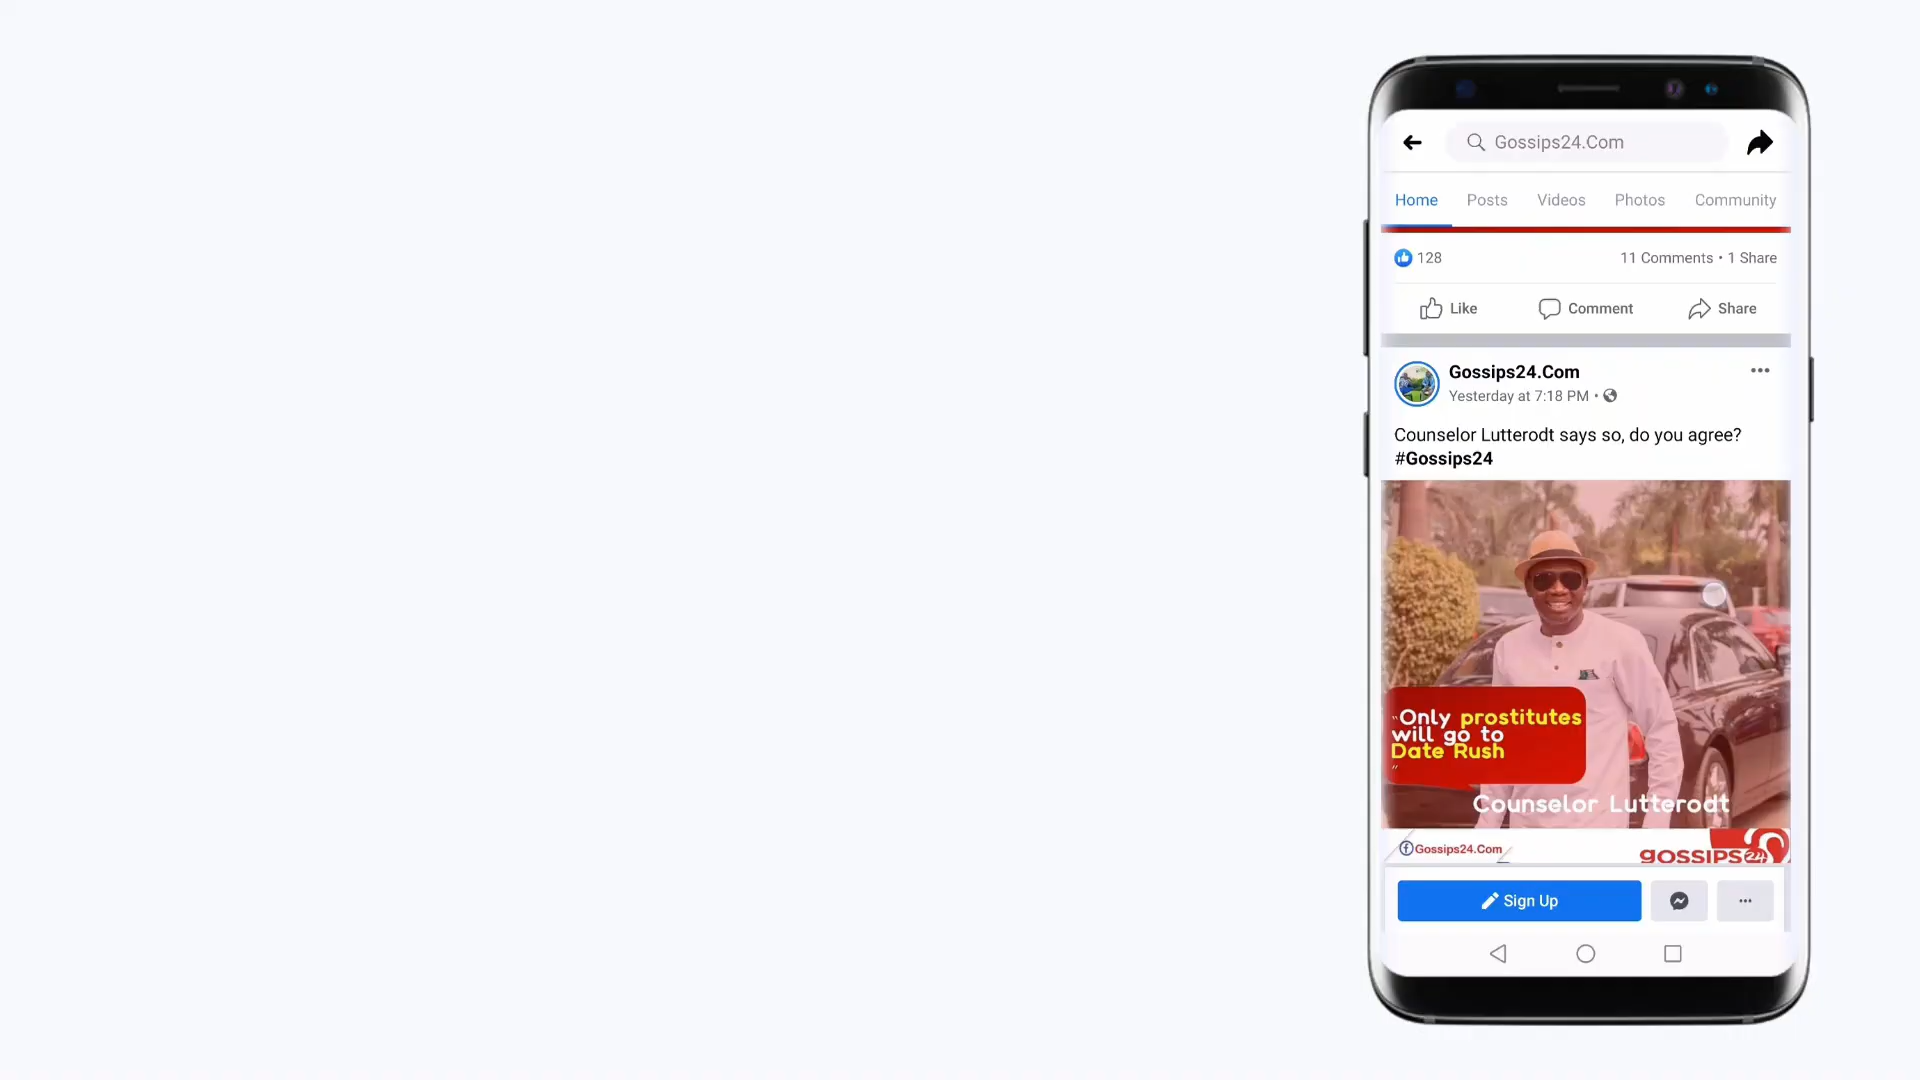 Gossips24.Com
Home Posts Videos Photos Community
128 11 Comments • 1 Share
Like Comment Share
Gossips24.Com
Yesterday at 7:18 PM •
Counselor Lutterodt says so, do you agree?
#Gossips24
"Only prostitutes
will go to
Date Rush
"
Counselor Lutterodt
Gossips24.Com gossips24
Sign Up